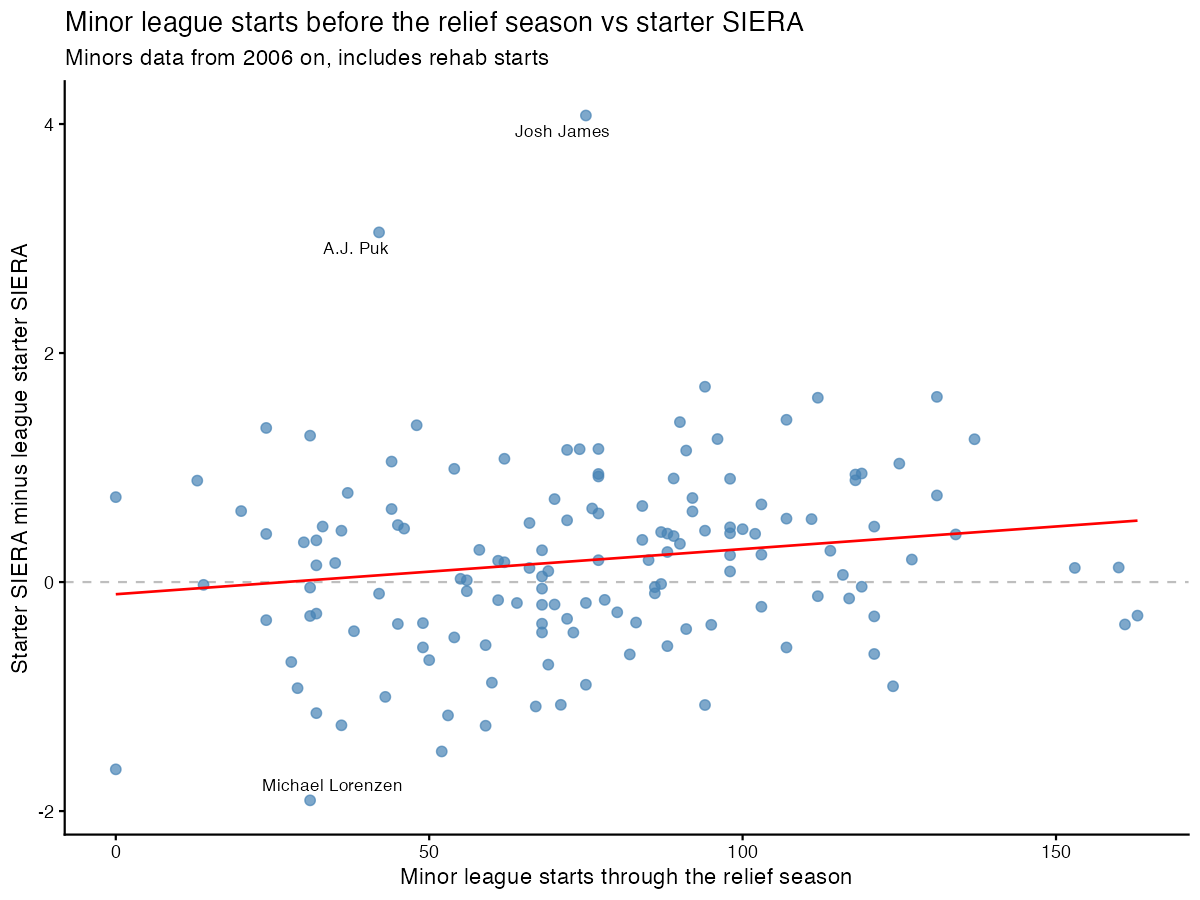 Minor league starts before the relief season vs starter SIERA
Minors data from 2006 on, includes rehab starts
Starter SIERA minus league starter SIERA
4
2
0
-2
Josh James
A.J. Puk
Michael Lorenzen
0
50
100
150
Minor league starts through the relief season